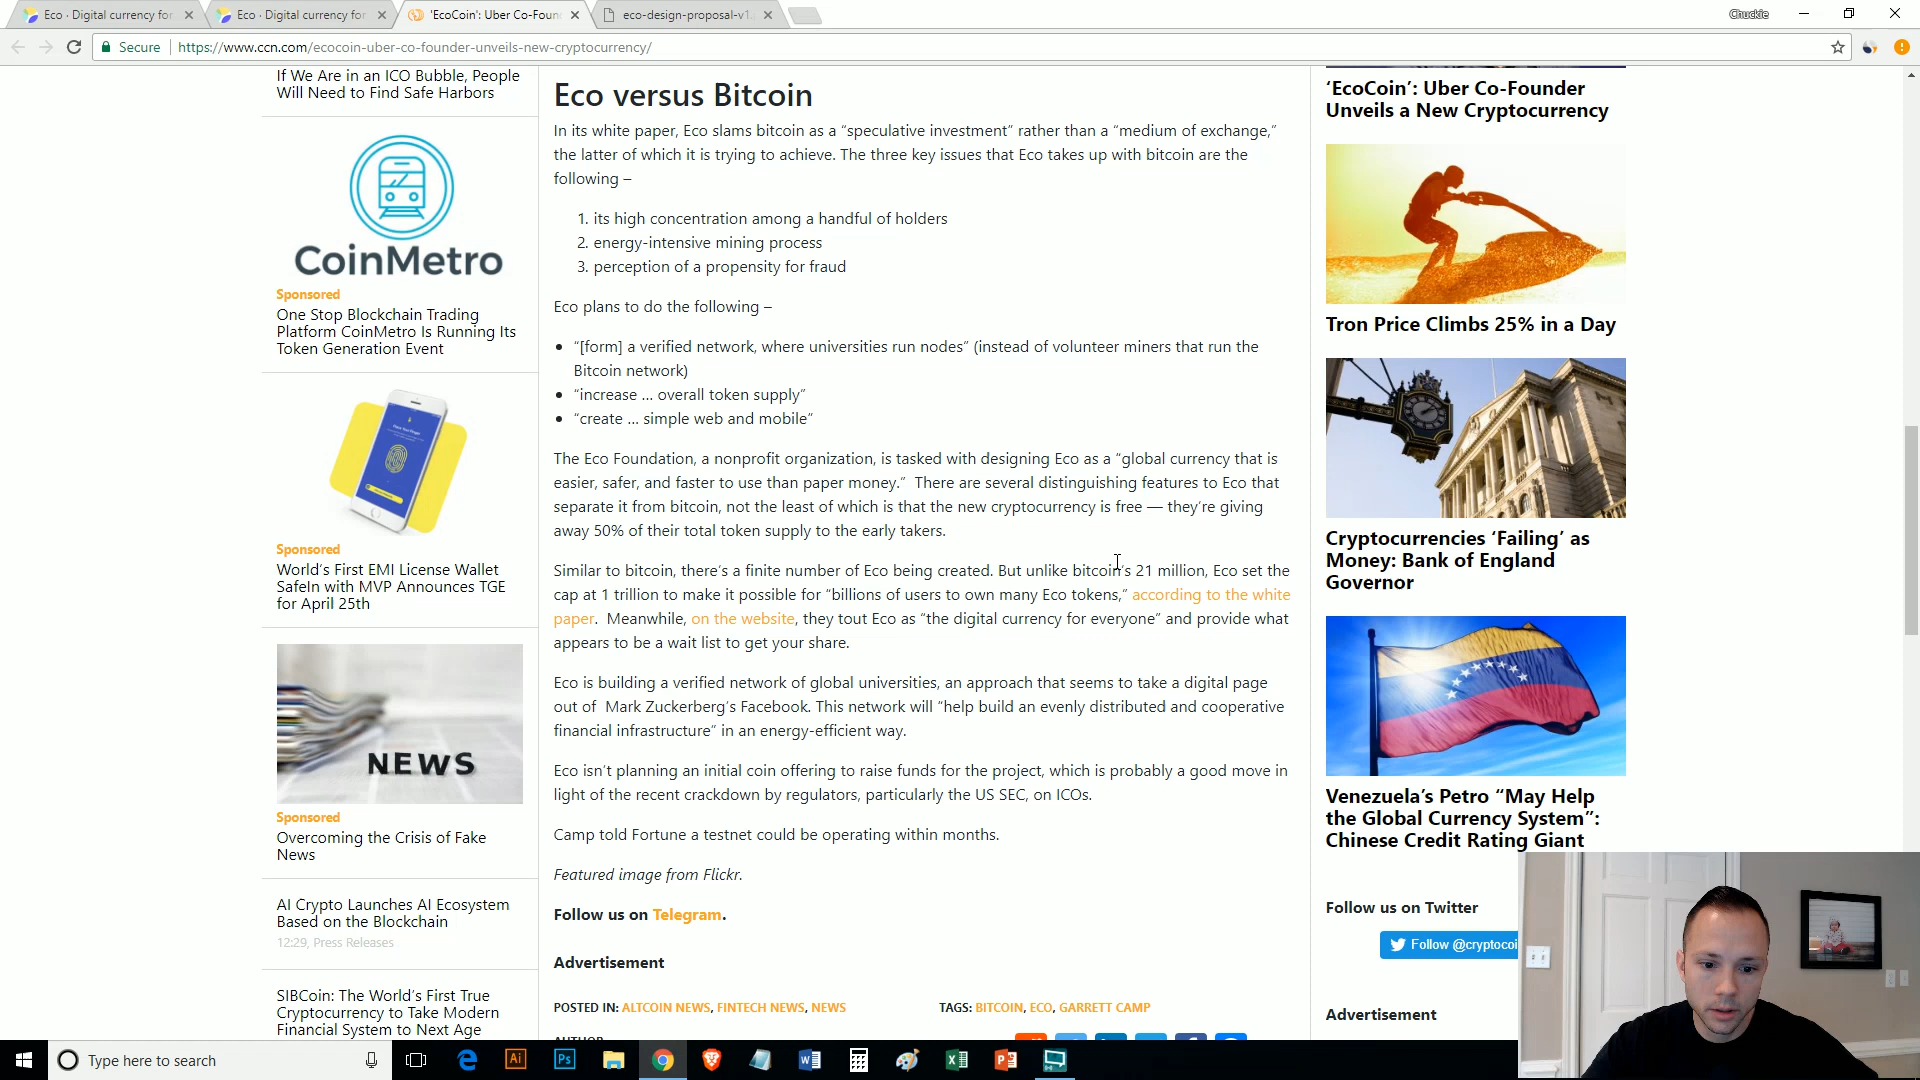 Eco · Digital currency for
Eco · Digital currency for
'EcoCoin': Uber Co-Foun
eco-design-proposal-v1.
Chuckie
Secure
https://www.ccn.com/ecocoin-uber-co-founder-unveils-new-cryptocurrency/
If We Are in an ICO Bubble, People
Will Need to Find Safe Harbors
CoinMetro
Sponsored
One Stop Blockchain Trading
Platform CoinMetro Is Running Its
Token Generation Event
Sponsored
World's First EMI License Wallet
SafeIn with MVP Announces TGE
for April 25th
NEWS
Sponsored
Overcoming the Crisis of Fake
News
AI Crypto Launches AI Ecosystem
Based on the Blockchain
12:29, Press Releases
SIBCoin: The World's First True
Cryptocurrency to Take Modern
Financial System to Next Age
Eco versus Bitcoin
In its white paper, Eco slams bitcoin as a “speculative investment” rather than a “medium of exchange,”
the latter of which it is trying to achieve. The three key issues that Eco takes up with bitcoin are the
following –
1. its high concentration among a handful of holders
2. energy-intensive mining process
3. perception of a propensity for fraud
Eco plans to do the following –
• “[form] a verified network, where universities run nodes” (instead of volunteer miners that run the
Bitcoin network)
• “increase … overall token supply”
• “create … simple web and mobile”
The Eco Foundation, a nonprofit organization, is tasked with designing Eco as a “global currency that is
easier, safer, and faster to use than paper money.” There are several distinguishing features to Eco that
separate it from bitcoin, not the least of which is that the new cryptocurrency is free — they're giving
away 50% of their total token supply to the early takers.
Similar to bitcoin, there's a finite number of Eco being created. But unlike bitcoin's 21 million, Eco set the
cap at 1 trillion to make it possible for “billions of users to own many Eco tokens,” according to the white
paper. Meanwhile, on the website, they tout Eco as “the digital currency for everyone” and provide what
appears to be a wait list to get your share.
Eco is building a verified network of global universities, an approach that seems to take a digital page
out of Mark Zuckerberg's Facebook. This network will “help build an evenly distributed and cooperative
financial infrastructure” in an energy-efficient way.
Eco isn't planning an initial coin offering to raise funds for the project, which is probably a good move in
light of the recent crackdown by regulators, particularly the US SEC, on ICOs.
Camp told Fortune a testnet could be operating within months.
Featured image from Flickr.
Follow us on Telegram.
Advertisement
POSTED IN: ALTCOIN NEWS, FINTECH NEWS, NEWS
TAGS: BITCOIN, ECO, GARRETT CAMP
'EcoCoin': Uber Co-Founder
Unveils a New Cryptocurrency
Tron Price Climbs 25% in a Day
Cryptocurrencies ‘Failing’ as
Money: Bank of England
Governor
Venezuela's Petro “May Help
the Global Currency System”:
Chinese Credit Rating Giant
Follow us on Twitter
Follow @cryptocoi
Advertisement
Type here to search